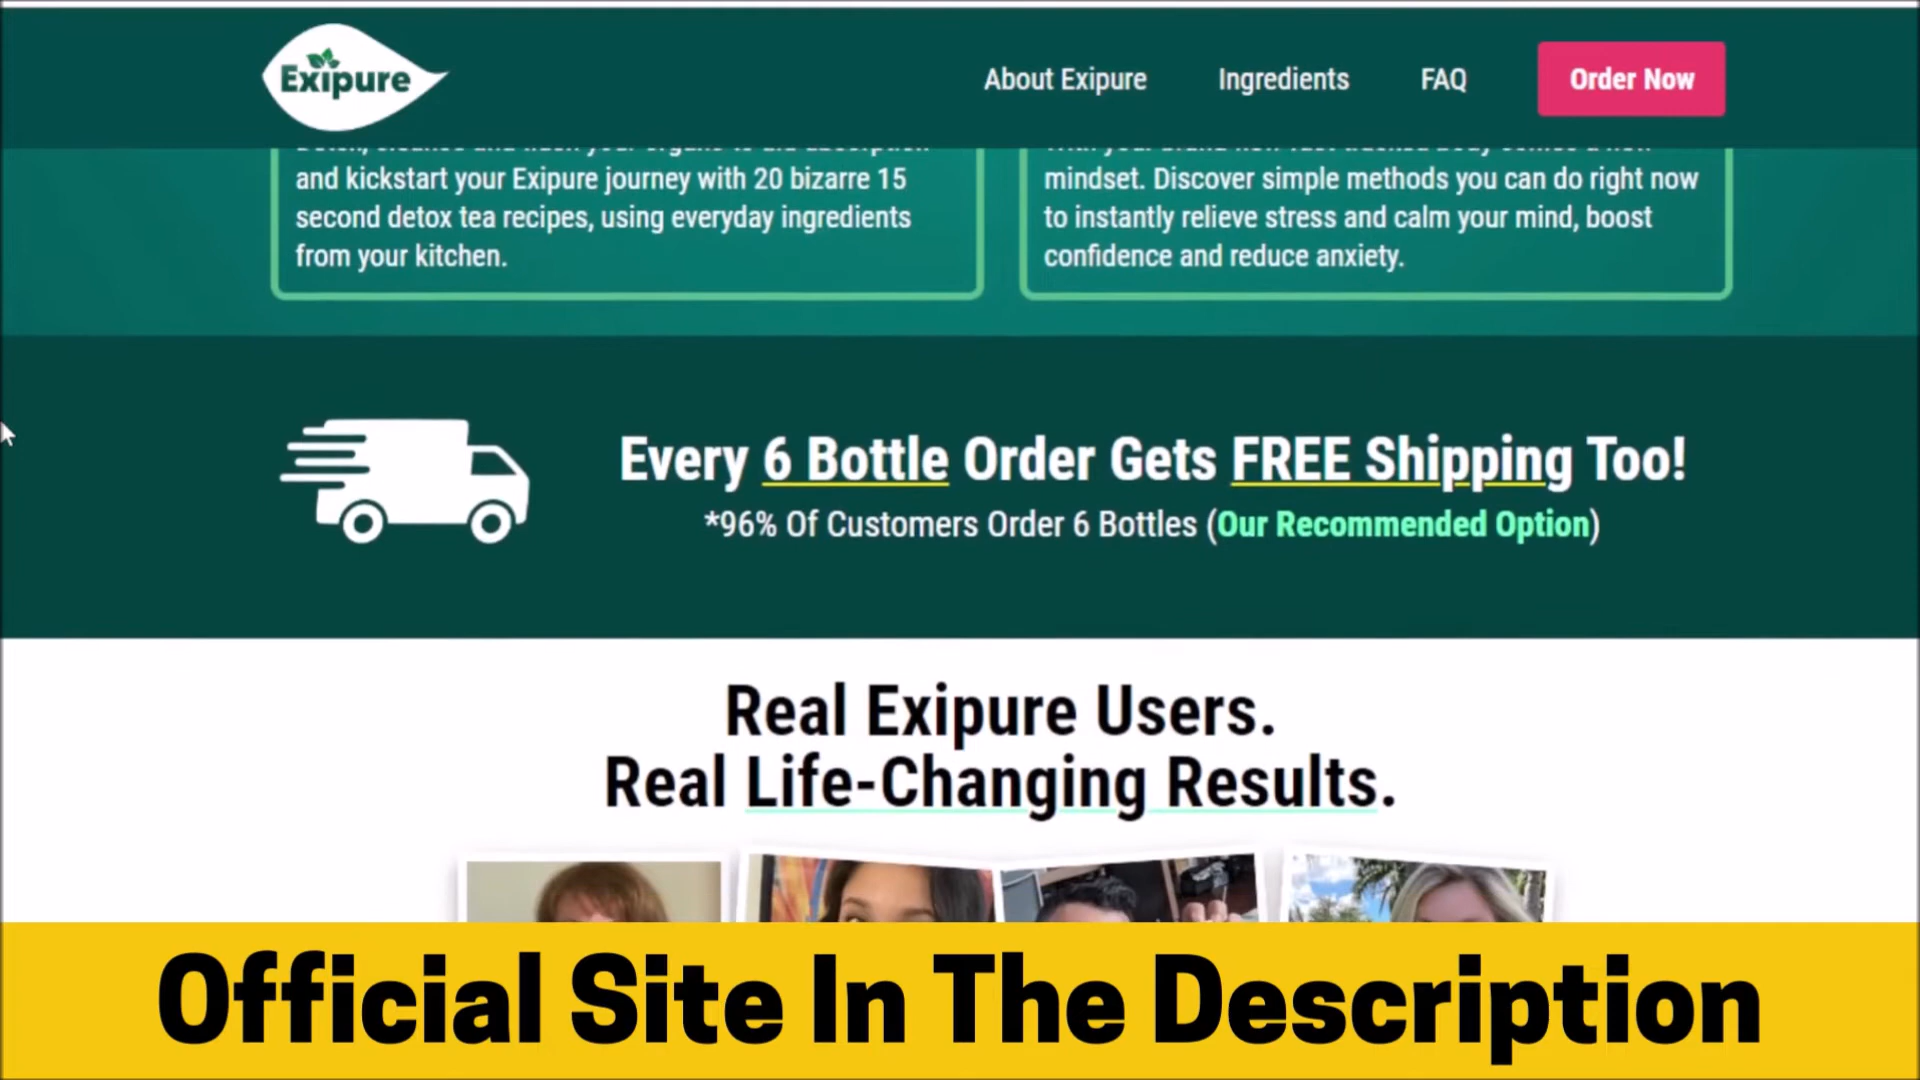 Exipure
About Exipure
Ingredients
FAQ
Order Now
and kickstart your Exipure journey with 20 bizarre 15
second detox tea recipes, using everyday ingredients
from your kitchen.
mindset. Discover simple methods you can do right now
to instantly relieve stress and calm your mind, boost
confidence and reduce anxiety.
Every 6 Bottle Order Gets FREE Shipping Too!
*96% Of Customers Order 6 Bottles (Our Recommended Option)
Real Exipure Users.
Real Life-Changing Results.
Official Site In The Description